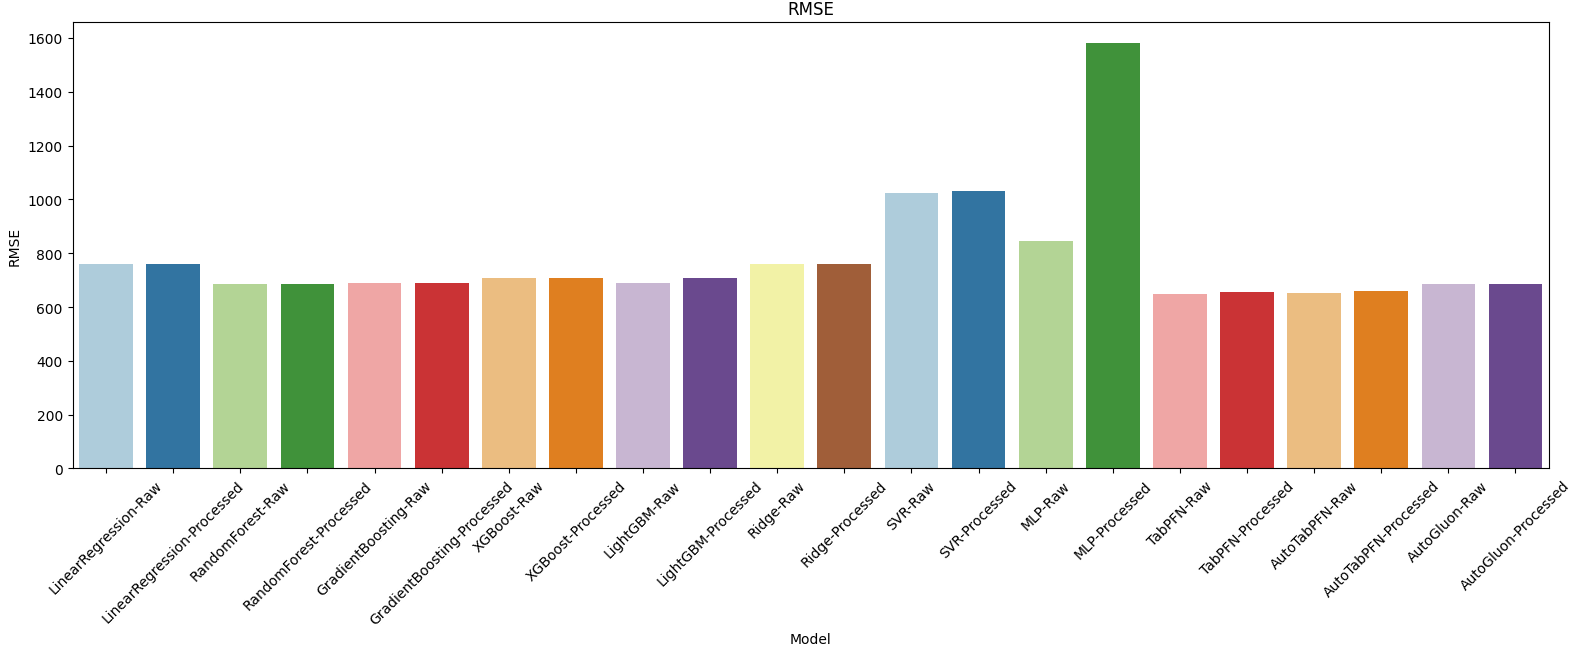 RMSE
RMSE
1600
1400
1200
1000
800
600
400
200
0
LinearRegression-Raw
LinearRegression-Processed
RandomForest-Raw
RandomForest-Processed
GradientBoosting-Raw
GradientBoosting-Processed
XGBoost-Raw
XGBoost-Processed
LightGBM-Raw
LightGBM-Processed
Ridge-Raw
Ridge-Processed
SVR-Raw
SVR-Processed
MLP-Raw
MLP-Processed
TabPFN-Raw
TabPFN-Processed
AutoTabPFN-Raw
AutoTabPFN-Processed
AutoGluon-Raw
AutoGluon-Processed
Model